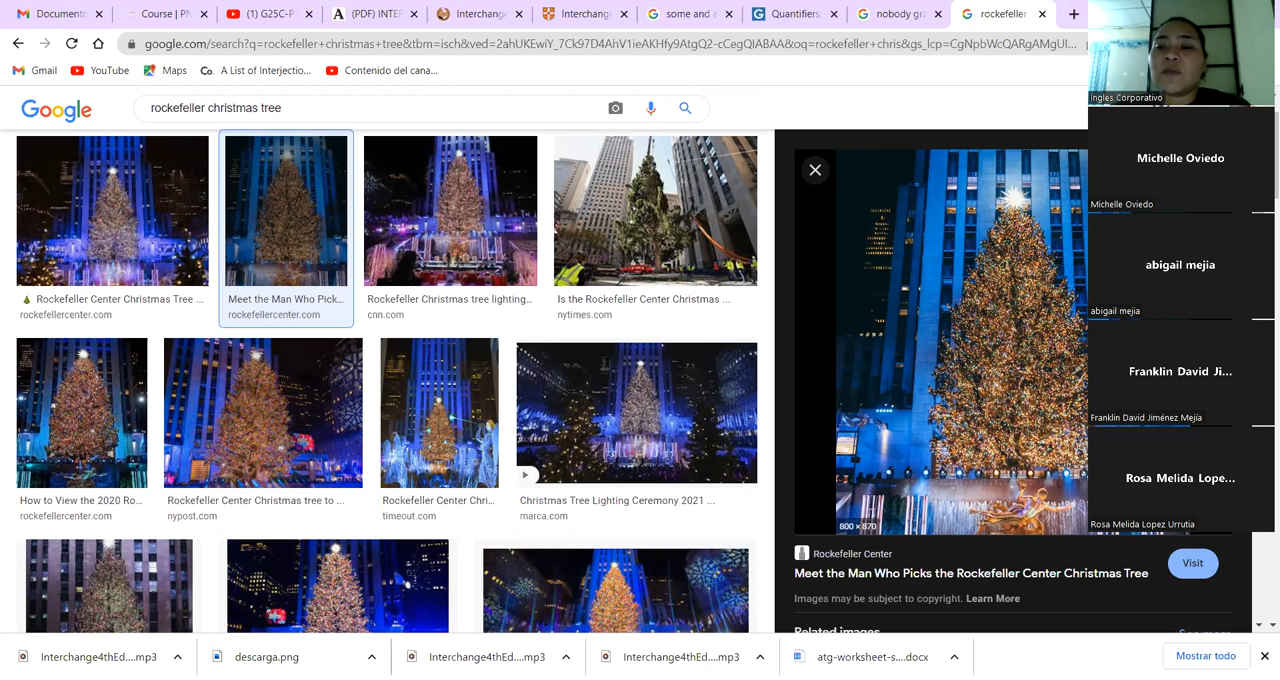 Documento
Course | PN
(1) G25C-P
(PDF) INTEF
Interchange
Interchang
some and a
Quantifiers:
nobody gra
rockefeller
google.com/search?q=rockefeller+christmas+tree&tbm=isch&ved=2ahUKEwiY_7Ck97D4AhV1ieAKHfy9AtgQ2-cCegQIABAA&oq=rockefeller+chris&gs_lcp=CgNpbWcQARgAMgUI...
Gmail
YouTube
Maps
Co.
A List of Interjectio...
Contenido del cana...
Google
rockefeller christmas tree
Rockefeller Center Christmas Tree ...
rockefellercenter.com
Meet the Man Who Pick...
rockefellercenter.com
Rockefeller Christmas tree lighting...
cnn.com
Is the Rockefeller Center Christmas ...
nytimes.com
How to View the 2020 Ro...
rockefellercenter.com
Rockefeller Center Christmas tree to ...
nypost.com
Rockefeller Center Chri...
timeout.com
Christmas Tree Lighting Ceremony 2021 ...
marca.com
800 × 870
Rockefeller Center
Meet the Man Who Picks the Rockefeller Center Christmas Tree
Visit
Images may be subject to copyright. Learn More
Related images
See more
Ingles Corporativo
Michelle Oviedo
Michelle Oviedo
abigail mejia
abigail mejia
Franklin David Ji...
Franklin David Jiménez Mejía
Rosa Melida Lope...
Rosa Melida Lopez Urrutia
Interchange4thEd....mp3
descarga.png
Interchange4thEd....mp3
Interchange4thEd....mp3
atg-worksheet-s....docx
Mostrar todo